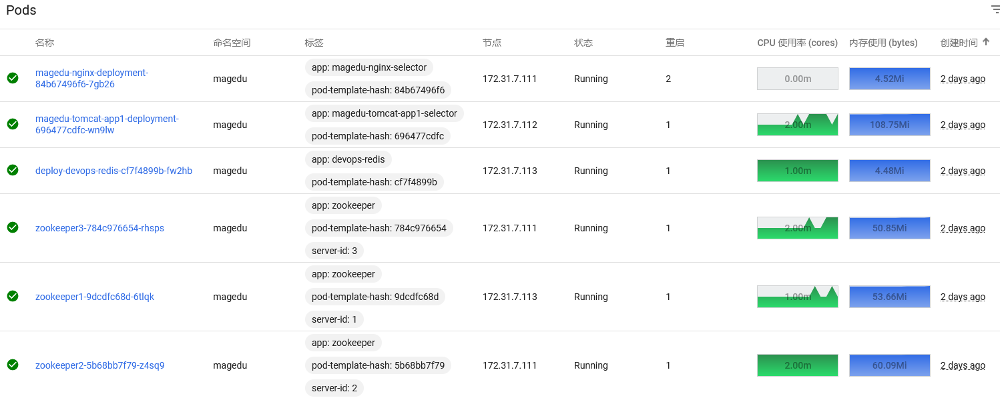 Pods
名称 命名空间 标签 节点 状态 重启 CPU 使用率 (cores) 内存使用 (bytes) 创建时间
magedu-nginx-deployment-
84b67496f6-7gb26
magedu
app: magedu-nginx-selector
pod-template-hash: 84b67496f6
172.31.7.111 Running 2 0.00m 4.52Mi 2 days ago
magedu-tomcat-app1-deployment-
696477cdfc-wn9lw
magedu
app: magedu-tomcat-app1-selector
pod-template-hash: 696477cdfc
172.31.7.112 Running 1 2.00m 108.75Mi 2 days ago
deploy-devops-redis-cf7f4899b-fw2hb
magedu
app: devops-redis
pod-template-hash: cf7f4899b
172.31.7.113 Running 1 1.00m 4.48Mi 2 days ago
zookeeper3-784c976654-rhsps
magedu
app: zookeeper
pod-template-hash: 784c976654
server-id: 3
172.31.7.111 Running 1 2.00m 50.85Mi 2 days ago
zookeeper1-9dcdfc68d-6tlqk
magedu
app: zookeeper
pod-template-hash: 9dcdfc68d
server-id: 1
172.31.7.113 Running 1 1.00m 53.66Mi 2 days ago
zookeeper2-5b68bb7f79-z4sq9
magedu
app: zookeeper
pod-template-hash: 5b68bb7f79
server-id: 2
172.31.7.111 Running 1 2.00m 60.09Mi 2 days ago